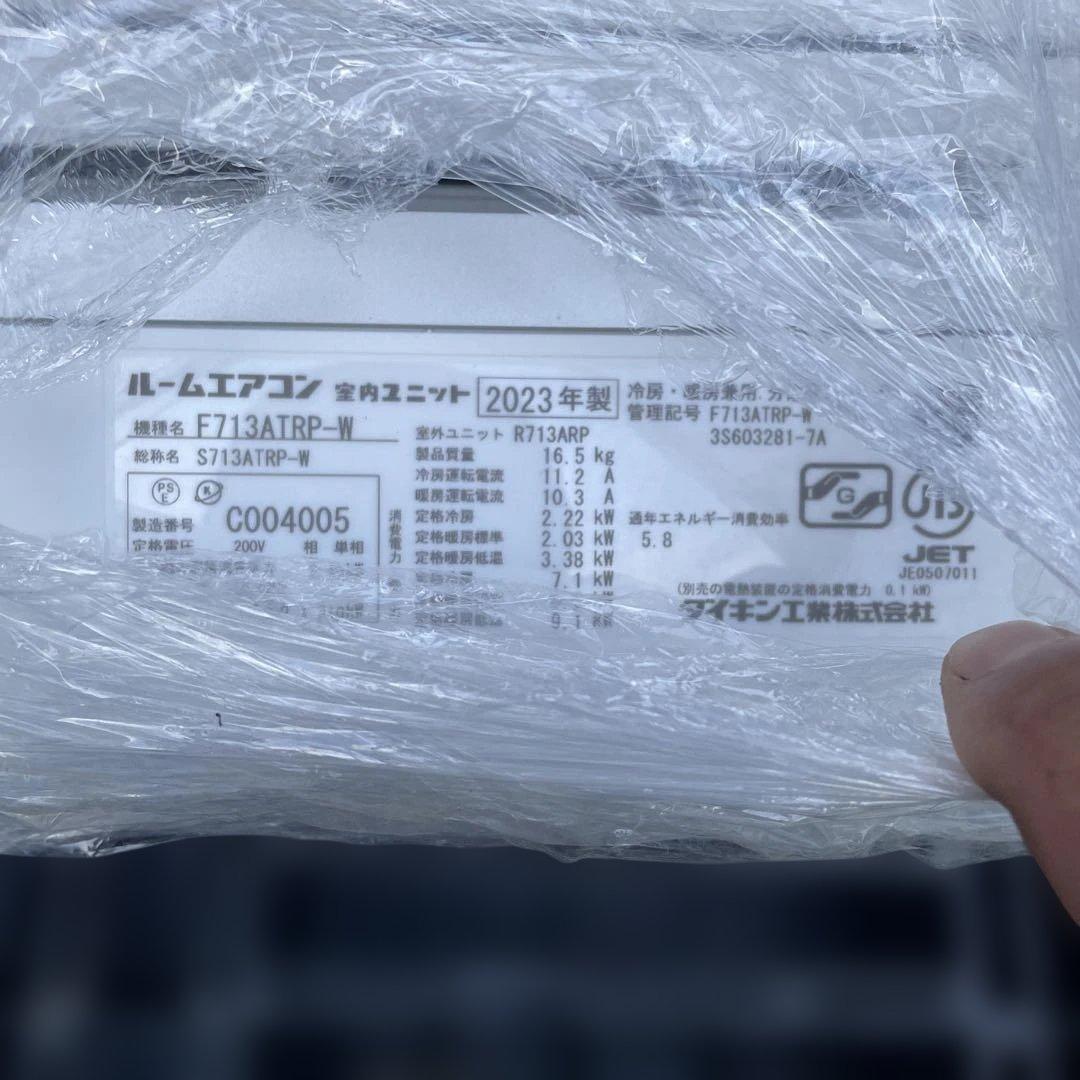 ルームエアコン 室内ユニット 2023年製
機種名 F713ATRP-W
総称名 S713ATRP-W
PS
E
K
製造番号 C004005
定格電圧 200V 相 単相
室外ユニット R713ARP
製品質量 16.5 kg
冷房運転電流 11.2 A
暖房運転電流 10.3 A
消費電力
定格冷房 2.22 kW
定格暖房標準 2.03 kW
定格暖房低温 3.38 kW
7.1 kW
9.1 kW
冷房・暖房兼用
管理記号 F713ATRP-W
3S603281-7A
通年エネルギー消費効率
5.8
G
JIS
JET
JE0507011
(別売の電熱装置の定格消費電力 0.1 kW)
ダイキン工業株式会社